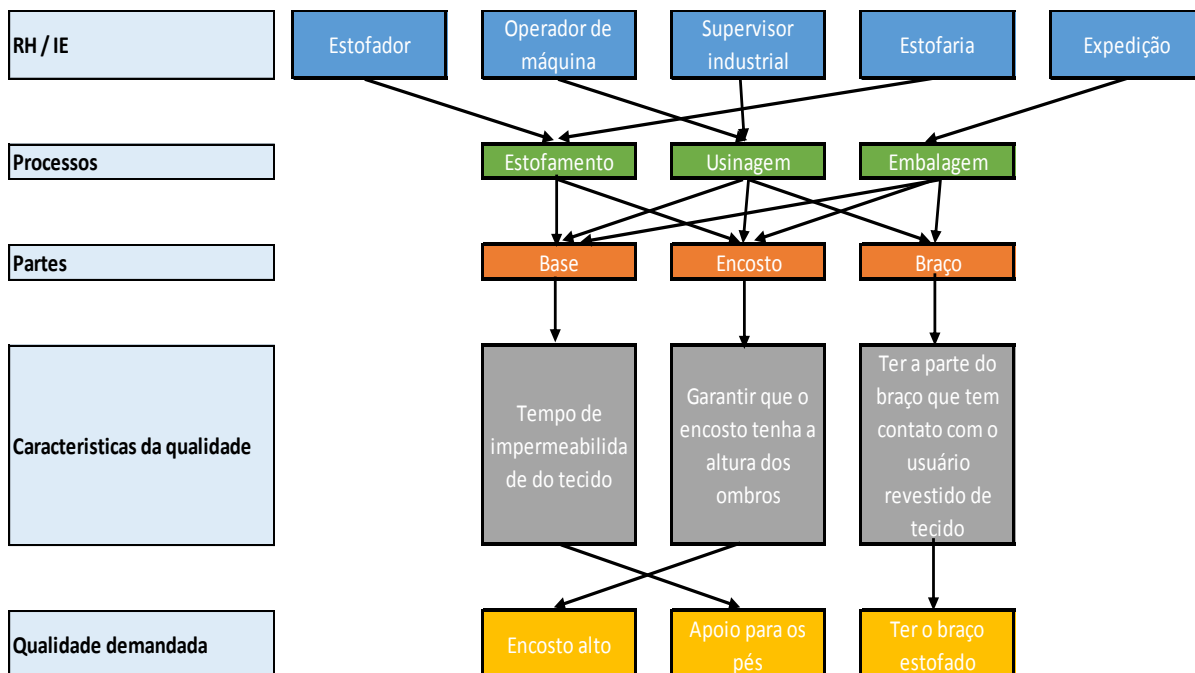 RH / IE
Estofador
Operador de
máquina
Supervisor
industrial
Estofaria
Expedição
Processos
Estofamento
Usinagem
Embalagem
Partes
Base
Encosto
Braço
Caracteristicas da qualidade
Tempo de
impermeabilida
de do tecido
Garantir que o
encosto tenha a
altura dos
ombros
Ter a parte do
braço que tem
contato com o
usuário
revestido de
tecido
Qualidade demandada
Encosto alto
Apoio para os
pés
Ter o braço
estofado